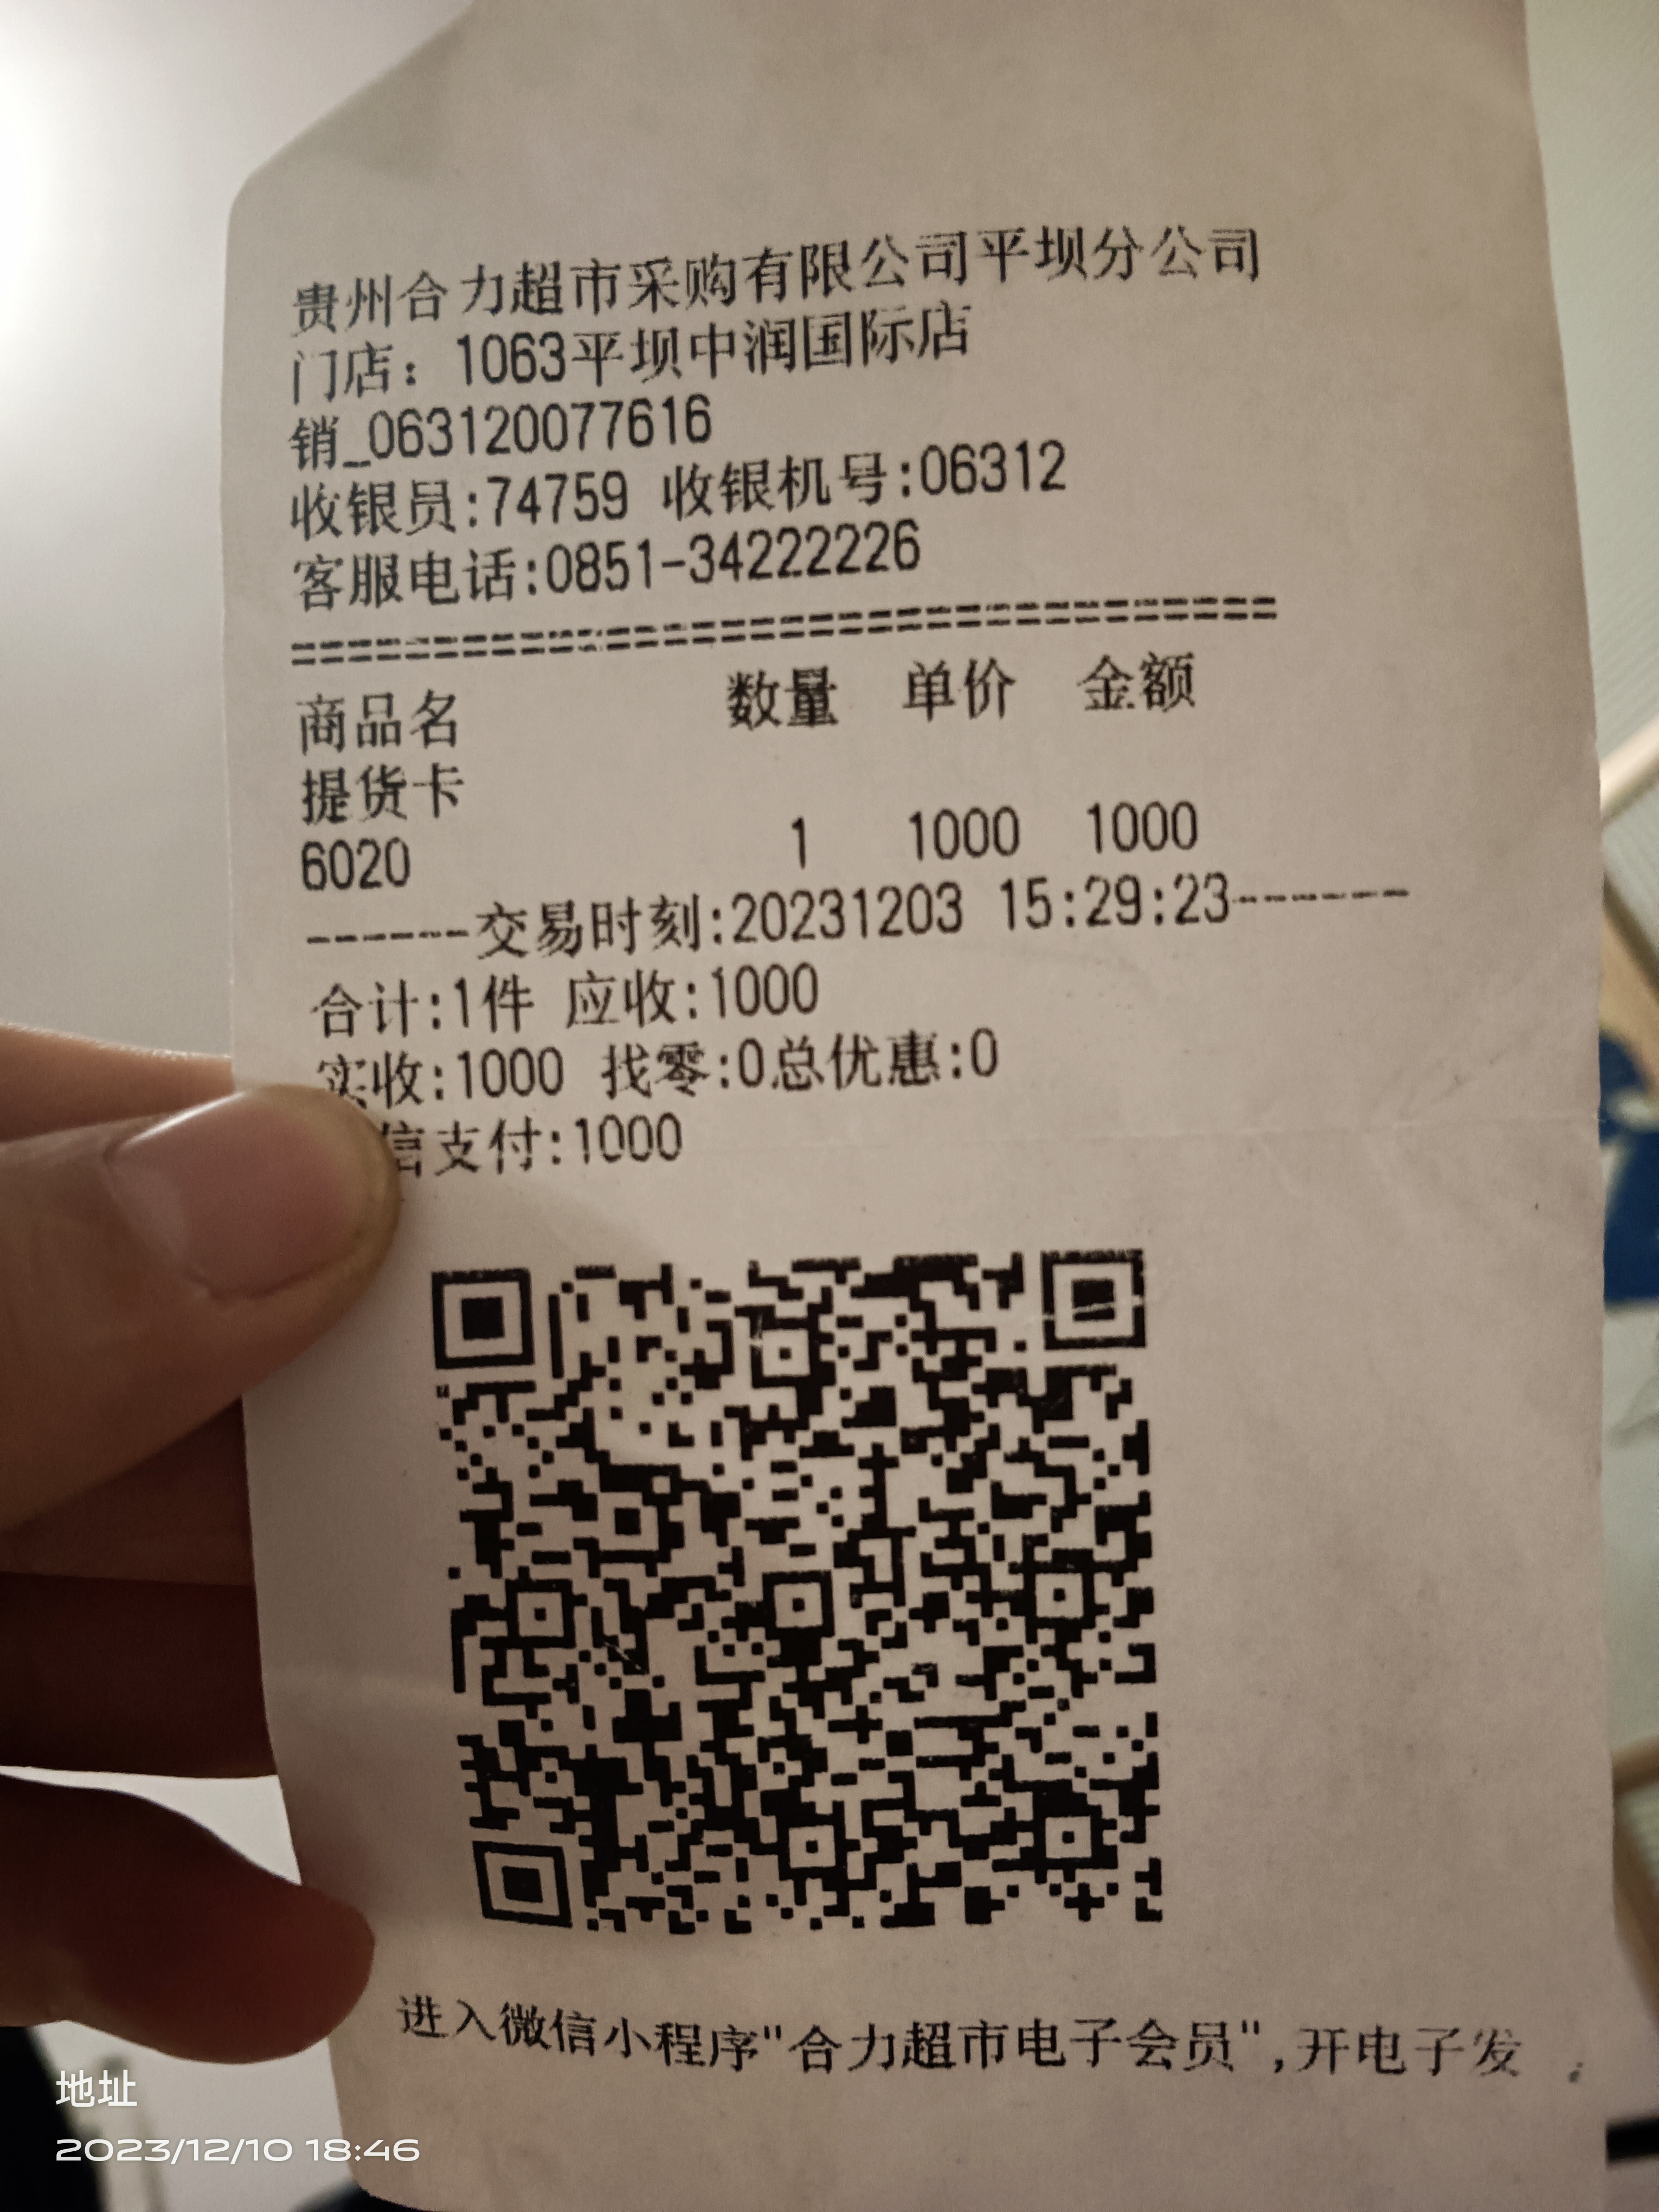 贵州合力超市采购有限公司平坝分公司
门店：1063平坝中润国际店
销_063120077616
收银员:74759 收银机号:06312
客服电话:0851-34222226
==================================
商品名 数量 单价 金额
提货卡
6020 1 1000 1000
------交易时刻:20231203 15:29:23------
合计:1件 应收:1000
实收:1000 找零:0总优惠:0
信支付:1000
进入微信小程序"合力超市电子会员",开电子发
地址
2023/12/10 18:46